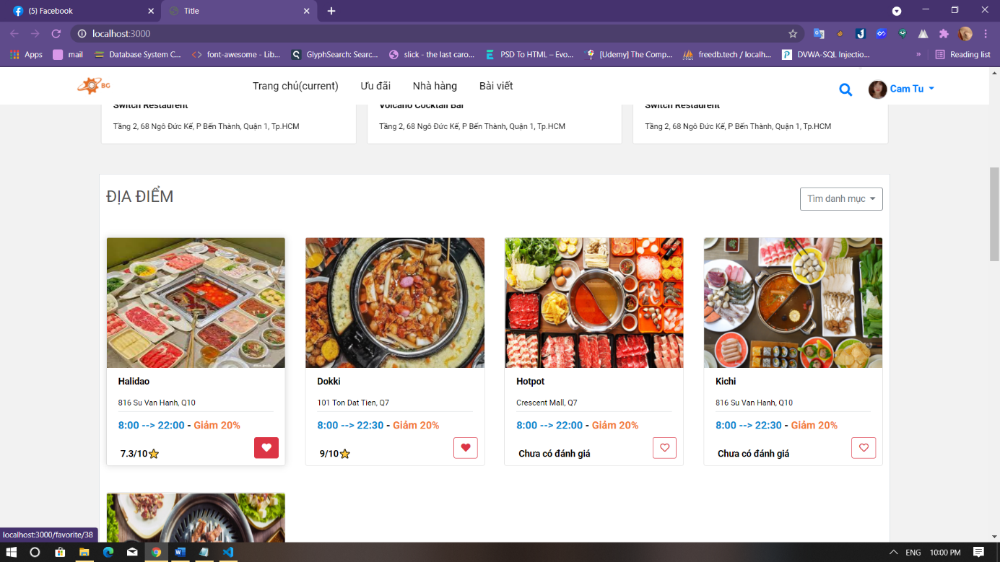 (5) Facebook
Title
localhost:3000
Apps
mail
Database System C...
font-awesome - Lib...
GlyphSearch: Searc...
slick - the last caro...
PSD To HTML – Evo...
[Udemy] The Comp...
freedb.tech / localh...
DVWA-SQL Injectio...
»
Reading list
BG
Trang chủ(current)
Ưu đãi
Nhà hàng
Bài viết
Cam Tu
Switch Restaurent
Volcano Cocktail Bar
Switch Restaurent
Tầng 2, 68 Ngô Đức Kế, P Bến Thành, Quận 1, Tp.HCM
Tầng 2, 68 Ngô Đức Kế, P Bến Thành, Quận 1, Tp.HCM
Tầng 2, 68 Ngô Đức Kế, P Bến Thành, Quận 1, Tp.HCM
ĐỊA ĐIỂM
Tìm danh mục
Halidao
816 Su Van Hanh, Q10
8:00 --> 22:00 - Giảm 20%
7.3/10
Dokki
101 Ton Dat Tien, Q7
8:00 --> 22:30 - Giảm 20%
9/10
Hotpot
Crescent Mall, Q7
8:00 --> 22:00 - Giảm 20%
Chưa có đánh giá
Kichi
816 Su Van Hanh, Q10
8:00 --> 22:30 - Giảm 20%
Chưa có đánh giá
localhost:3000/favorite/38
ENG
10:00 PM